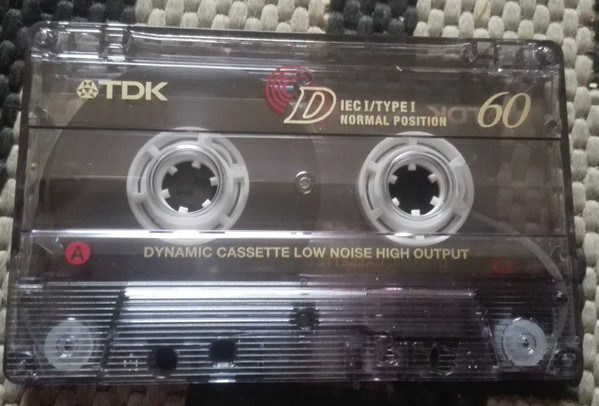 TDK
D IEC I/TYPE I
NORMAL POSITION
60
A
DYNAMIC CASSETTE LOW NOISE HIGH OUTPUT